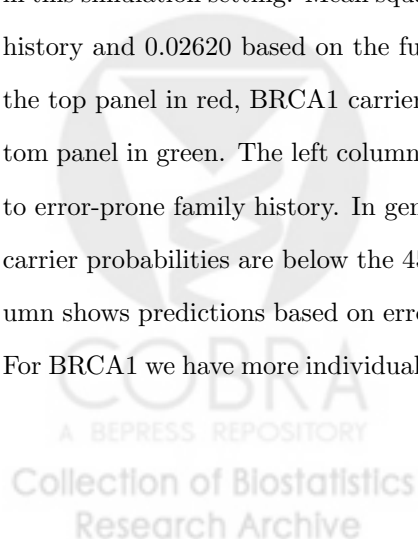 in this simulation setting. Mean squ
history and 0.02620 based on the fu
the top panel in red, BRCA1 carrier
tom panel in green. The left column
to error-prone family history. In gen
carrier probabilities are below the 45
umn shows predictions based on erro
For BRCA1 we have more individual
COBRA
A BEPRESS REPOSITORY
Collection of Biostatistics
Research Archive